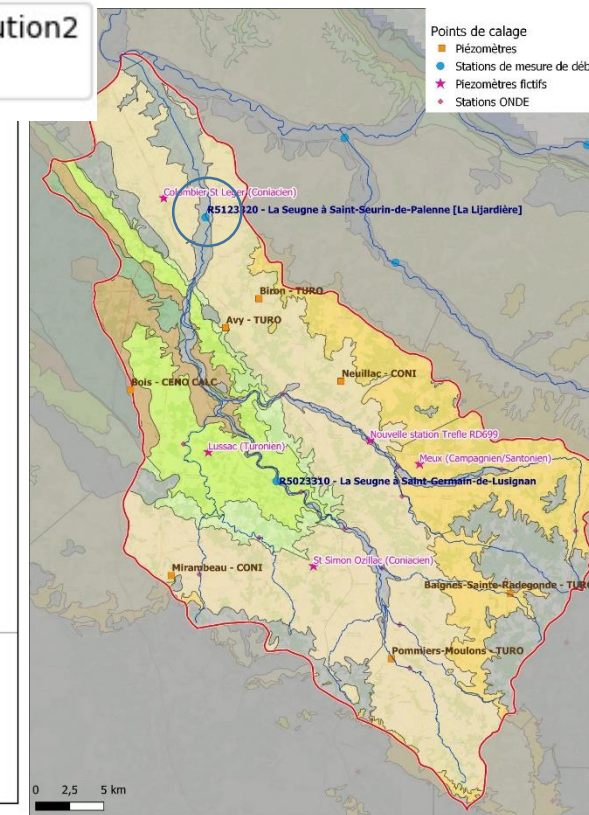 ution2
Points de calage
Piézomètres
Stations de mesure de déb
Piezomètres fictifs
Stations ONDE
Colombier St Leger (Coniacien)
R5123320 - La Seugne à Saint-Seurin-de-Palenne [La Lijardière]
Biron - TURO
Avy - TURO
Neuillac - CONI
Bois - CENO CALC
Nouvelle station Trefle RD699
Lussac (Turonien)
Meux (Campagnien/Santonien)
R5023310 - La Seugne à Saint-Germain-de-Lusignan
St Simon Ozillac (Coniacien)
Mirambeau - CONI
Baignes-Sainte-Radegonde - TURO
Pommiers-Moulons - TURO
0 2,5 5 km